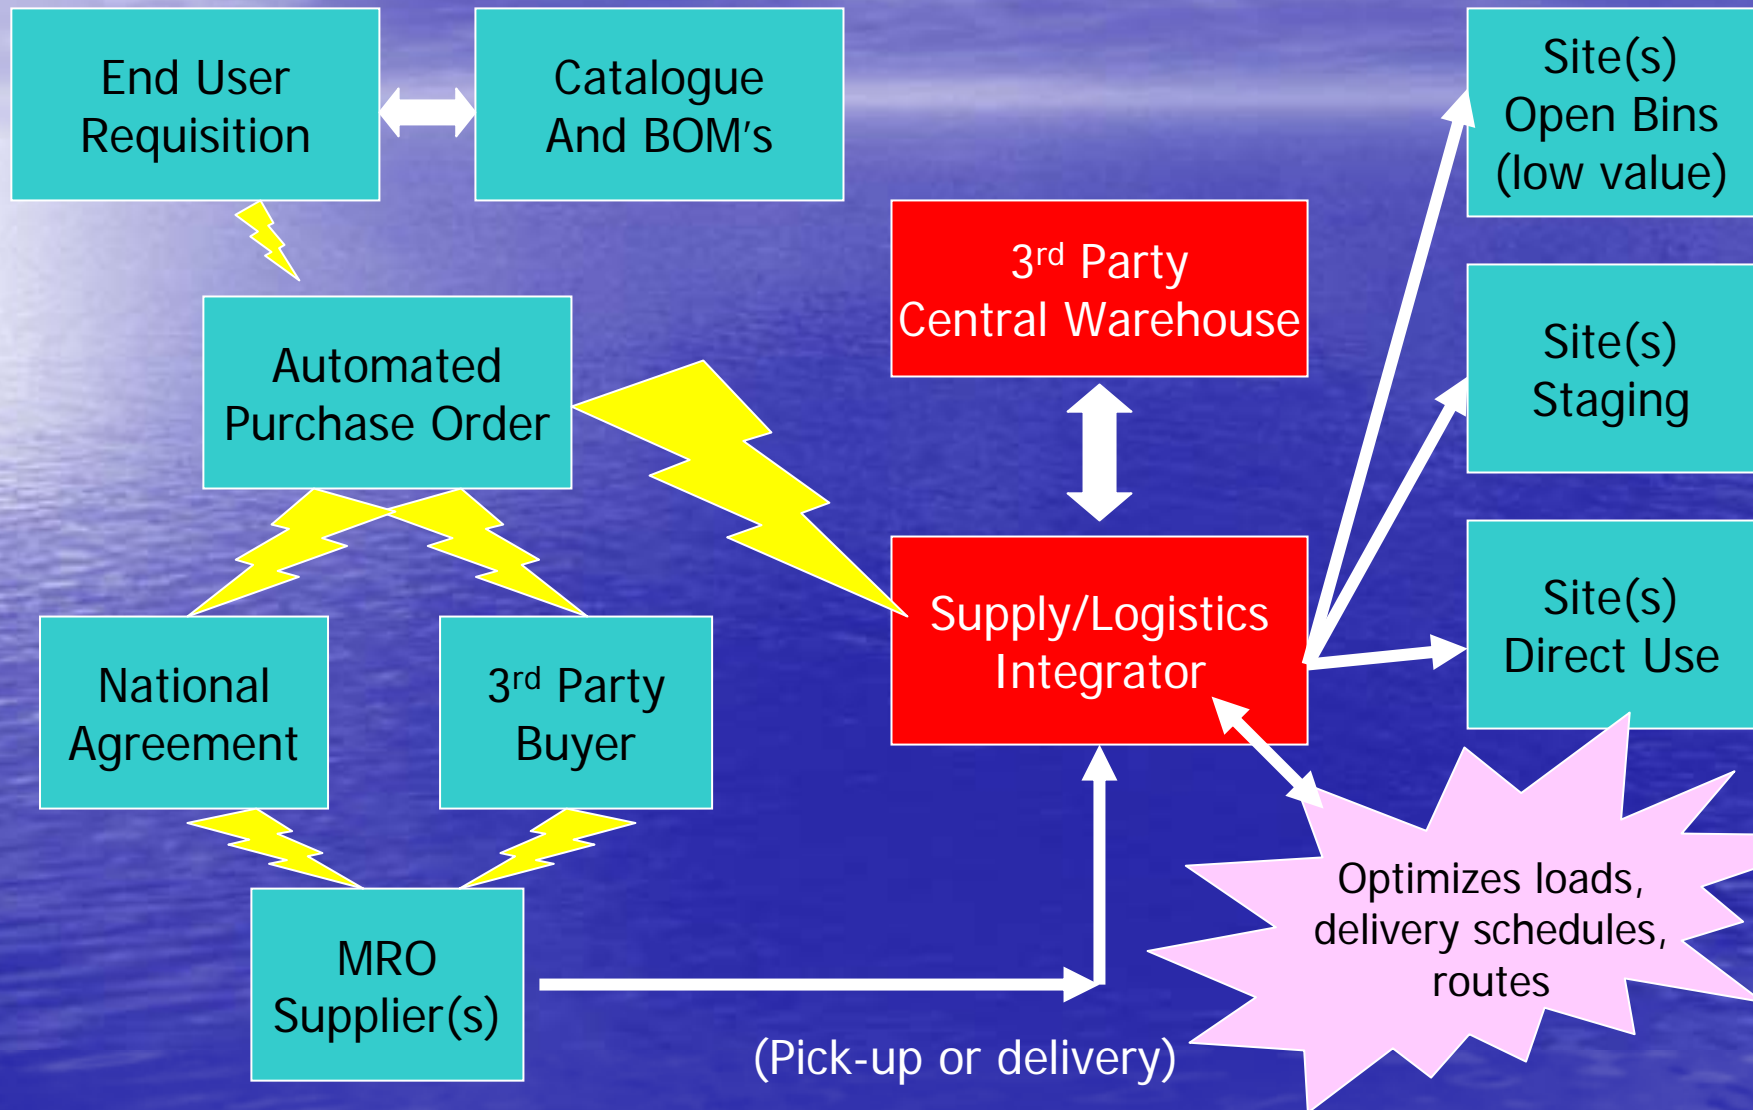 End User
Requisition
Catalogue
And BOM's
Site(s)
Open Bins
(low value)
3rd Party
Central Warehouse
Site(s)
Staging
Automated
Purchase Order
Supply/Logistics
Integrator
Site(s)
Direct Use
National
Agreement
3rd Party
Buyer
Optimizes loads,
delivery schedules,
routes
MRO
Supplier(s)
(Pick-up or delivery)